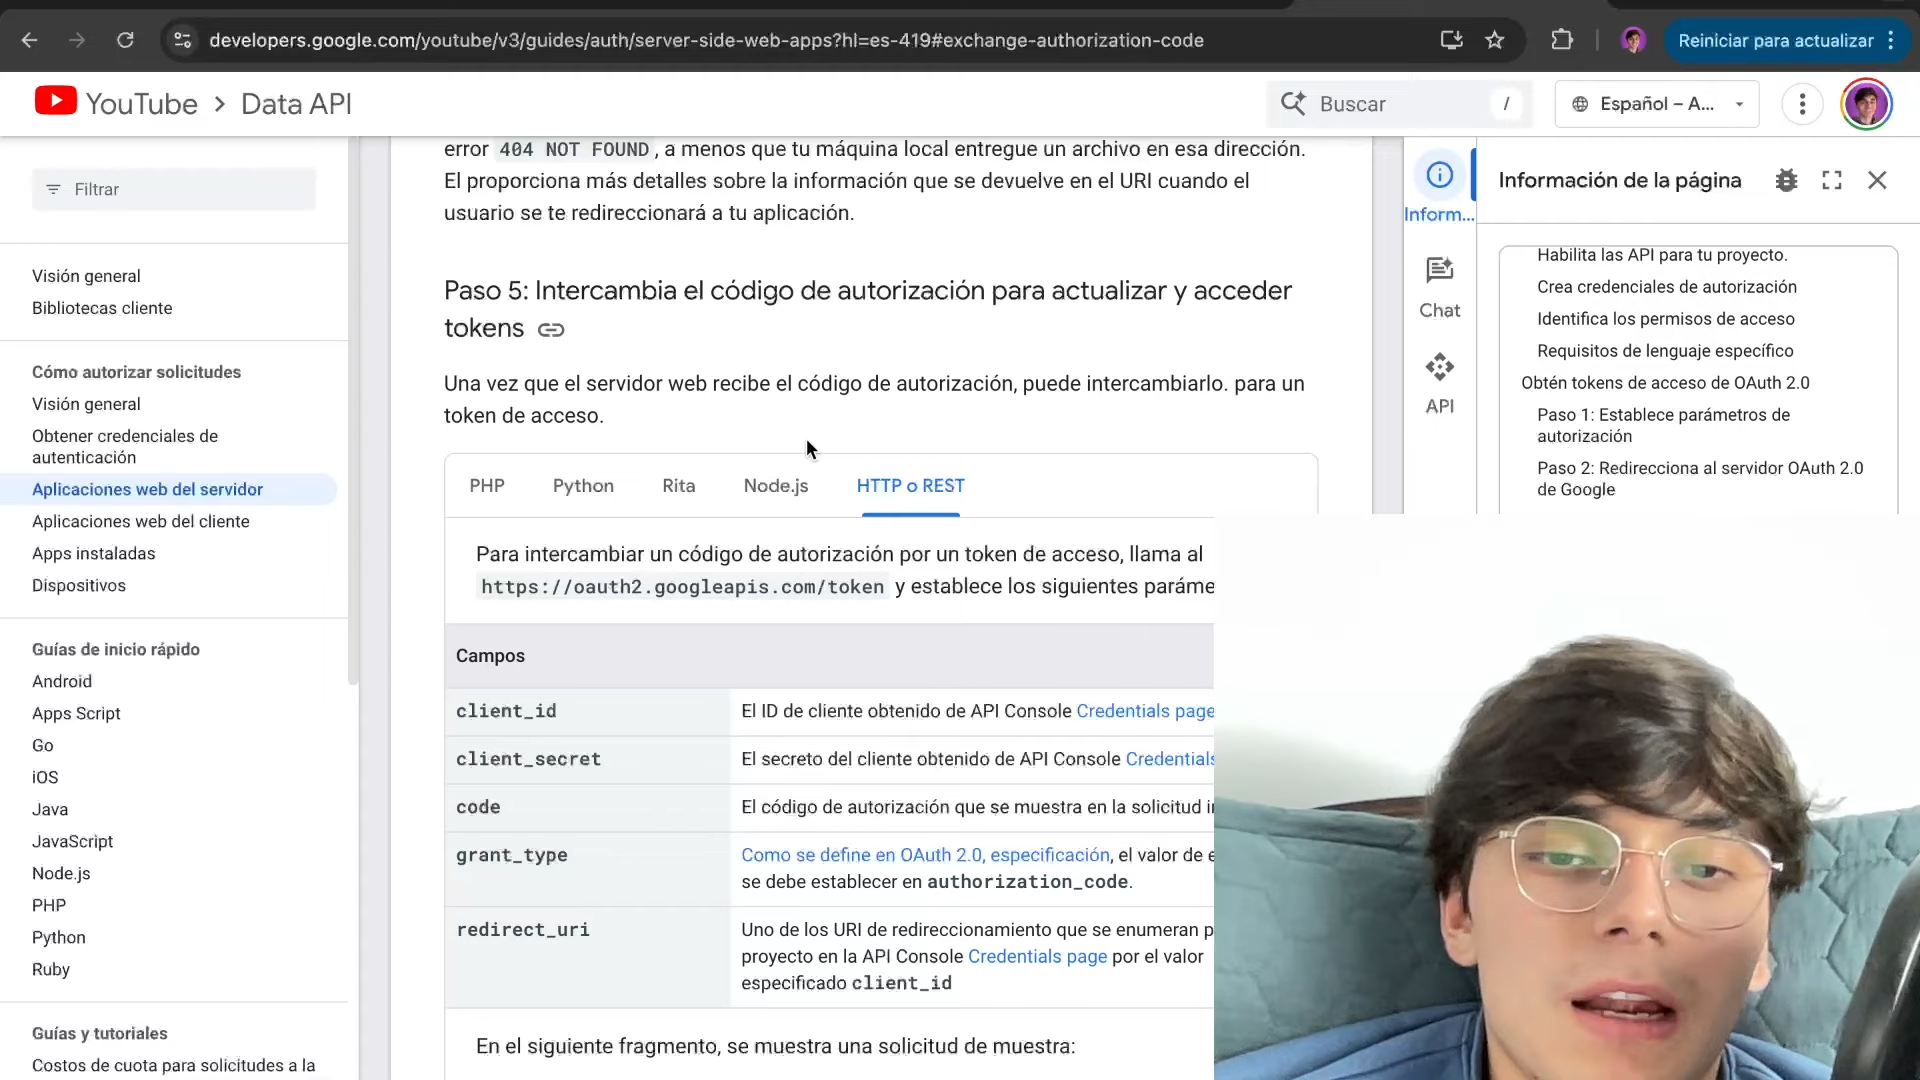 developers.google.com/youtube/v3/guides/auth/server-side-web-apps?hl=es-419#exchange-authorization-code
Reiniciar para actualizar
YouTube > Data API
Buscar
/
Español – A...
Filtrar
Visión general
Bibliotecas cliente
Cómo autorizar solicitudes
Visión general
Obtener credenciales de
autenticación
Aplicaciones web del servidor
Aplicaciones web del cliente
Apps instaladas
Dispositivos
Guías de inicio rápido
Android
Apps Script
Go
iOS
Java
JavaScript
Node.js
PHP
Python
Ruby
Guías y tutoriales
Costos de cuota para solicitudes a la
error 404 NOT FOUND, a menos que tu máquina local entregue un archivo en esa dirección.
El proporciona más detalles sobre la información que se devuelve en el URI cuando el
usuario se te redireccionará a tu aplicación.
Paso 5: Intercambia el código de autorización para actualizar y acceder
tokens
Una vez que el servidor web recibe el código de autorización, puede intercambiarlo. para un
token de acceso.
PHP Python Rita Node.js HTTP o REST
Para intercambiar un código de autorización por un token de acceso, llama al
https://oauth2.googleapis.com/token y establece los siguientes paráme
Campos
client_id El ID de cliente obtenido de API Console Credentials page
client_secret El secreto del cliente obtenido de API Console Credentials
code El código de autorización que se muestra en la solicitud i
grant_type Como se define en OAuth 2.0, especificación, el valor de e
se debe establecer en authorization_code.
redirect_uri Uno de los URI de redireccionamiento que se enumeran p
proyecto en la API Console Credentials page por el valor
especificado client_id
En el siguiente fragmento, se muestra una solicitud de muestra:
Inform...
Chat
API
Información de la página
Habilita las API para tu proyecto.
Crea credenciales de autorización
Identifica los permisos de acceso
Requisitos de lenguaje específico
Obtén tokens de acceso de OAuth 2.0
Paso 1: Establece parámetros de
autorización
Paso 2: Redirecciona al servidor OAuth 2.0
de Google